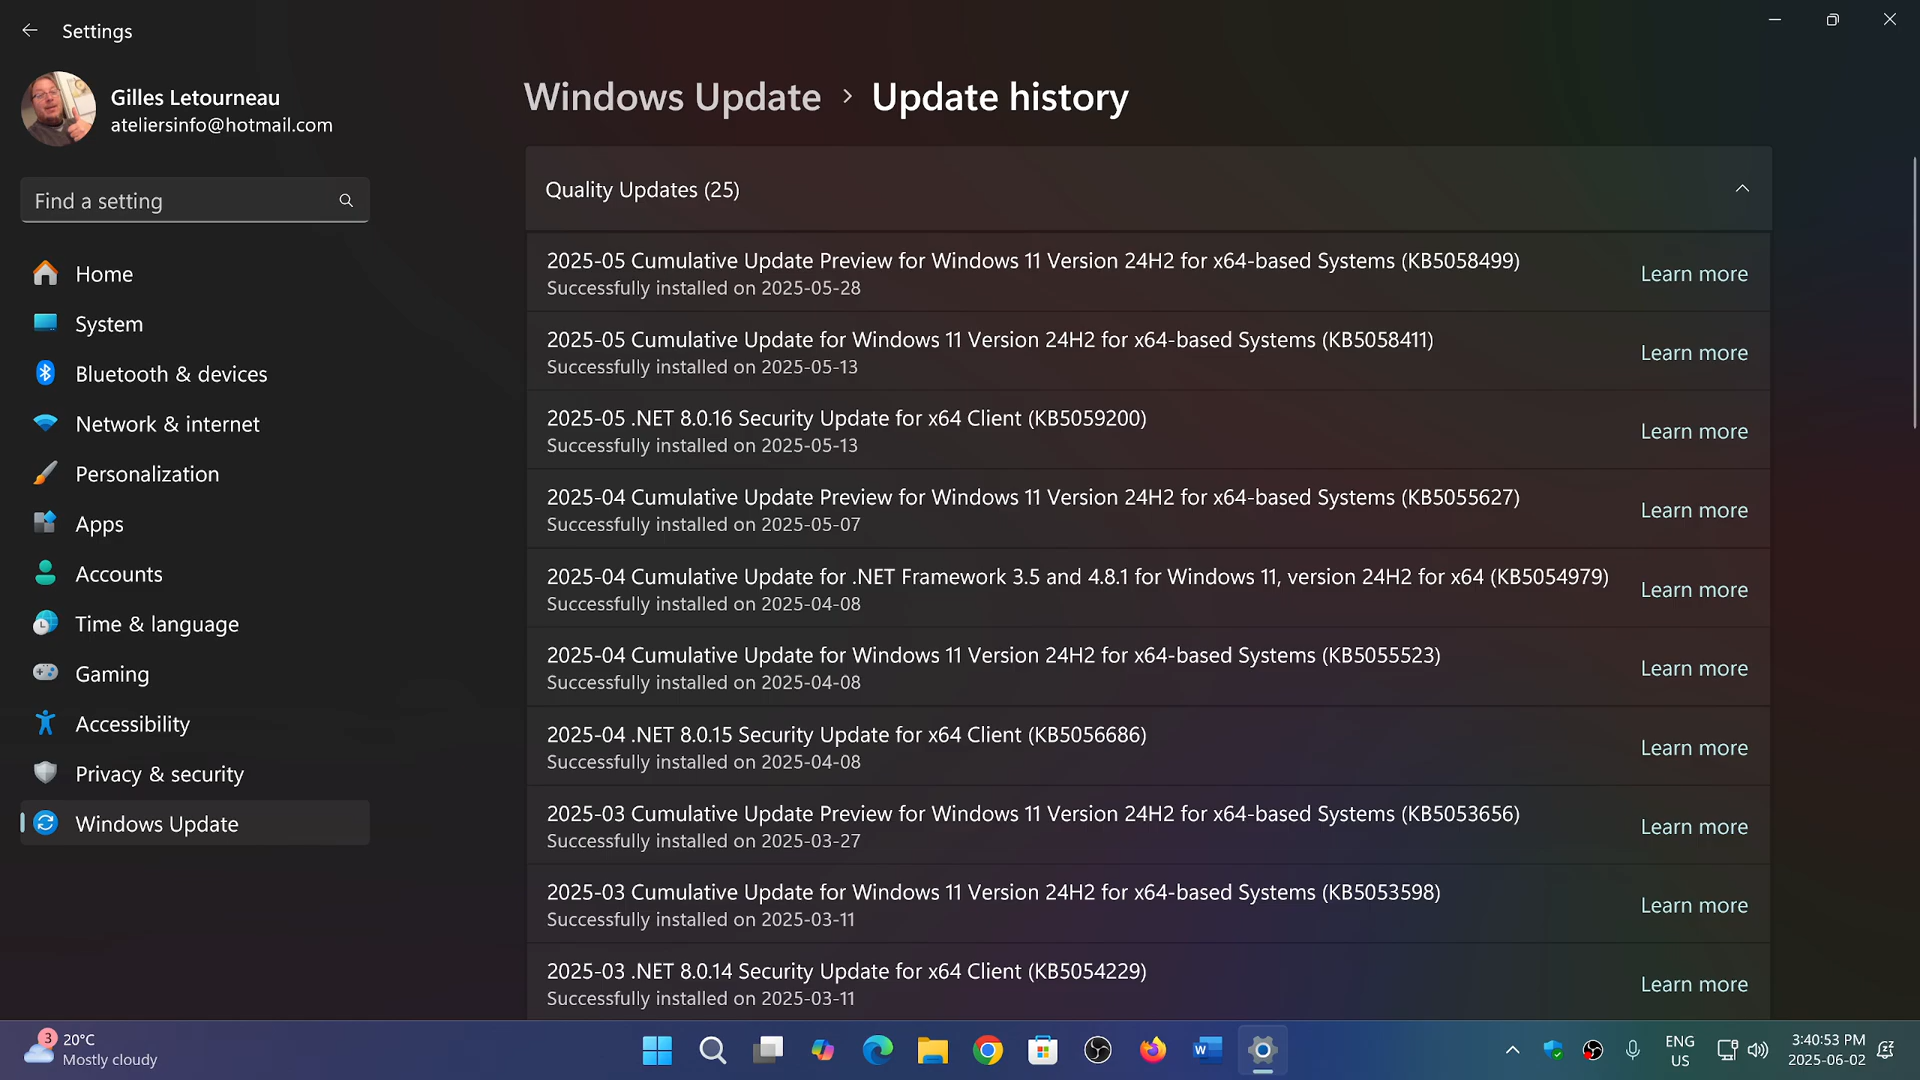 Settings
Gilles Letourneau
ateliersinfo@hotmail.com
Find a setting
Home
System
Bluetooth & devices
Network & internet
Personalization
Apps
Accounts
Time & language
Gaming
Accessibility
Privacy & security
Windows Update
Windows Update > Update history
Quality Updates (25)
2025-05 Cumulative Update Preview for Windows 11 Version 24H2 for x64-based Systems (KB5058499)
Successfully installed on 2025-05-28
Learn more
2025-05 Cumulative Update for Windows 11 Version 24H2 for x64-based Systems (KB5058411)
Successfully installed on 2025-05-13
Learn more
2025-05 .NET 8.0.16 Security Update for x64 Client (KB5059200)
Successfully installed on 2025-05-13
Learn more
2025-04 Cumulative Update Preview for Windows 11 Version 24H2 for x64-based Systems (KB5055627)
Successfully installed on 2025-05-07
Learn more
2025-04 Cumulative Update for .NET Framework 3.5 and 4.8.1 for Windows 11, version 24H2 for x64 (KB5054979)
Successfully installed on 2025-04-08
Learn more
2025-04 Cumulative Update for Windows 11 Version 24H2 for x64-based Systems (KB5055523)
Successfully installed on 2025-04-08
Learn more
2025-04 .NET 8.0.15 Security Update for x64 Client (KB5056686)
Successfully installed on 2025-04-08
Learn more
2025-03 Cumulative Update Preview for Windows 11 Version 24H2 for x64-based Systems (KB5053656)
Successfully installed on 2025-03-27
Learn more
2025-03 Cumulative Update for Windows 11 Version 24H2 for x64-based Systems (KB5053598)
Successfully installed on 2025-03-11
Learn more
2025-03 .NET 8.0.14 Security Update for x64 Client (KB5054229)
Successfully installed on 2025-03-11
Learn more
3
20°C
Mostly cloudy
W
ENG
US
3:40:53 PM
2025-06-02